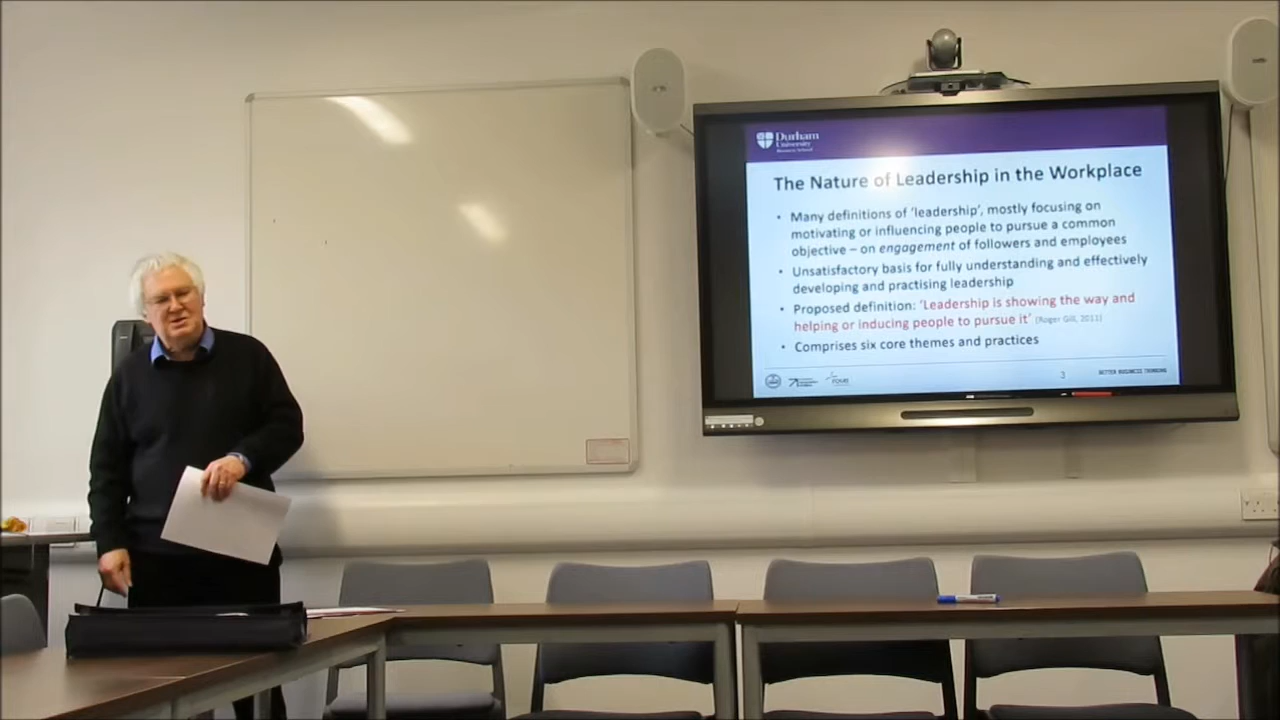 Durham
University
Business School
The Nature of Leadership in the Workplace
• Many definitions of ‘leadership’, mostly focusing on
motivating or influencing people to pursue a common
objective – on engagement of followers and employees
• Unsatisfactory basis for fully understanding and effectively
developing and practising leadership
• Proposed definition: ‘Leadership is showing the way and
helping or inducing people to pursue it’ (Roger Gill, 2011)
• Comprises six core themes and practices
3
BETTER BUSINESS THINKING